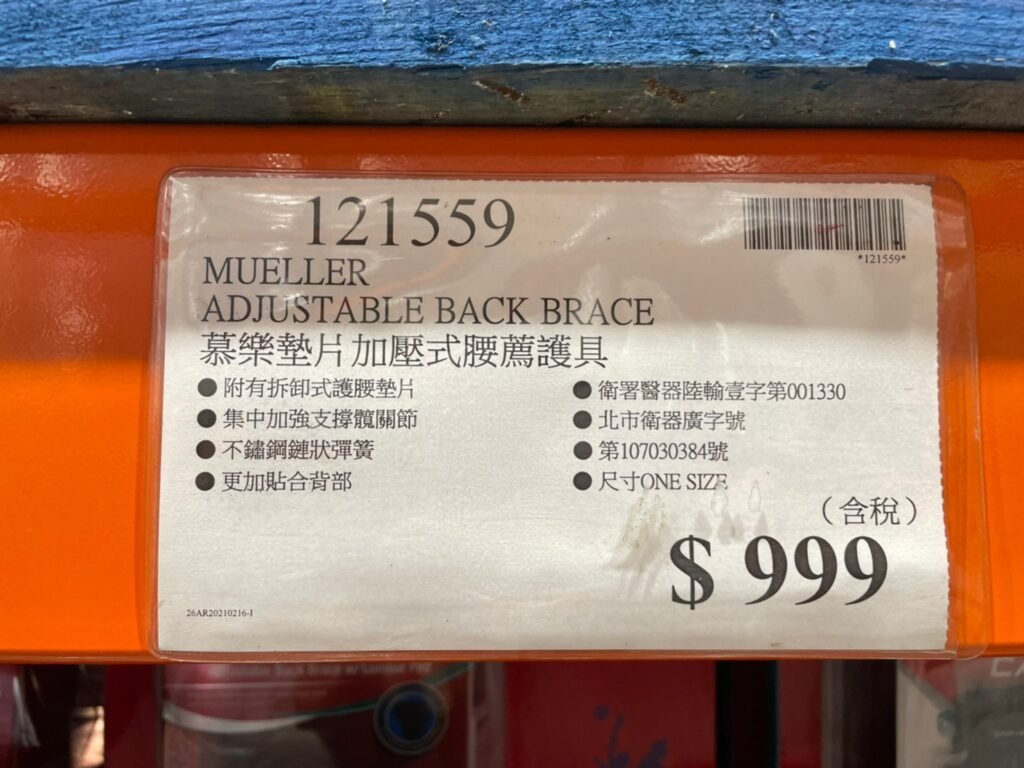 121559
*121559*
MUELLER
ADJUSTABLE BACK BRACE
慕樂墊片加壓式腰薦護具
● 附有拆卸式護腰墊片
● 集中加強支撐髖關節
● 不鏽鋼鏈狀彈簧
● 更加貼合背部
● 衛署醫器陸輸壹字第001330
● 北市衛器廣字號
● 第107030384號
● 尺寸ONE SIZE
(含稅)
$ 999
26AR20210216-I